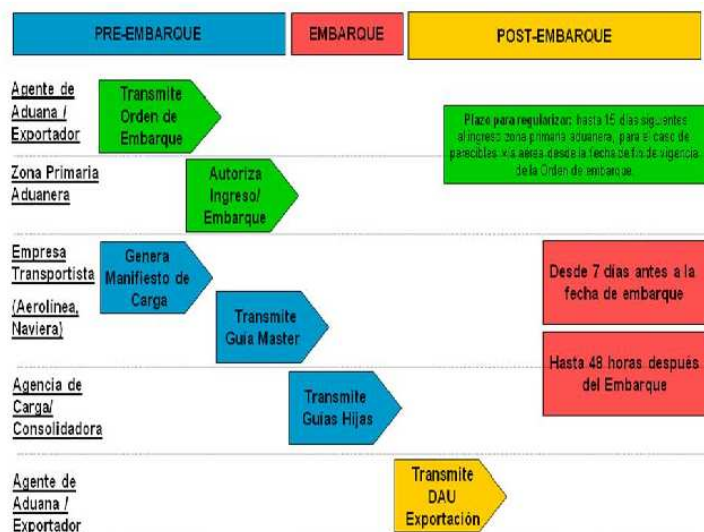 PRE-EMBARQUE
EMBARQUE
POST-EMBARQUE
Agente de
Aduana /
Exportador
Transmite
Orden de
Embarque
Plazo para regularizar: hasta 15 días siguientes
al ingreso zona primaria aduanera, para el caso de
perecibles vía aérea desde la fecha de fin de vigencia
de la Orden de embarque.
Zona Primaria
Aduanera
Autoriza
Ingreso/
Embarque
Empresa
Transportista
(Aerolínea,
Naviera)
Genera
Manifiesto de
Carga
Transmite
Guía Master
Desde 7 días antes a la
fecha de embarque
Hasta 48 horas después
del Embarque
Agencia de
Carga/
Consolidadora
Transmite
Guías Hijas
Agente de
Aduana /
Exportador
Transmite
DAU
Exportación